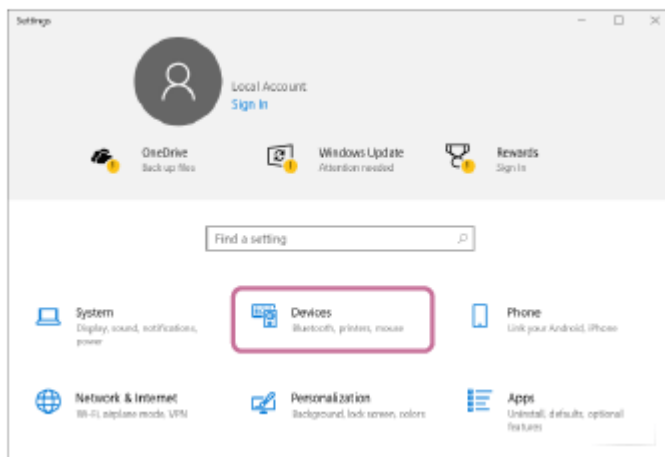 Settings
Local Account
Sign In
OneDrive
Back up files
Windows Update
Attention needed
Rewards
Sign In
Find a setting
System
Display, sound, notifications,
power
Devices
Bluetooth, printers, mouse
Phone
Link your Android, iPhone
Network & Internet
Wi-Fi, airplane mode, VPN
Personalization
Background, lock screen, colors
Apps
Uninstall, defaults, optional
features